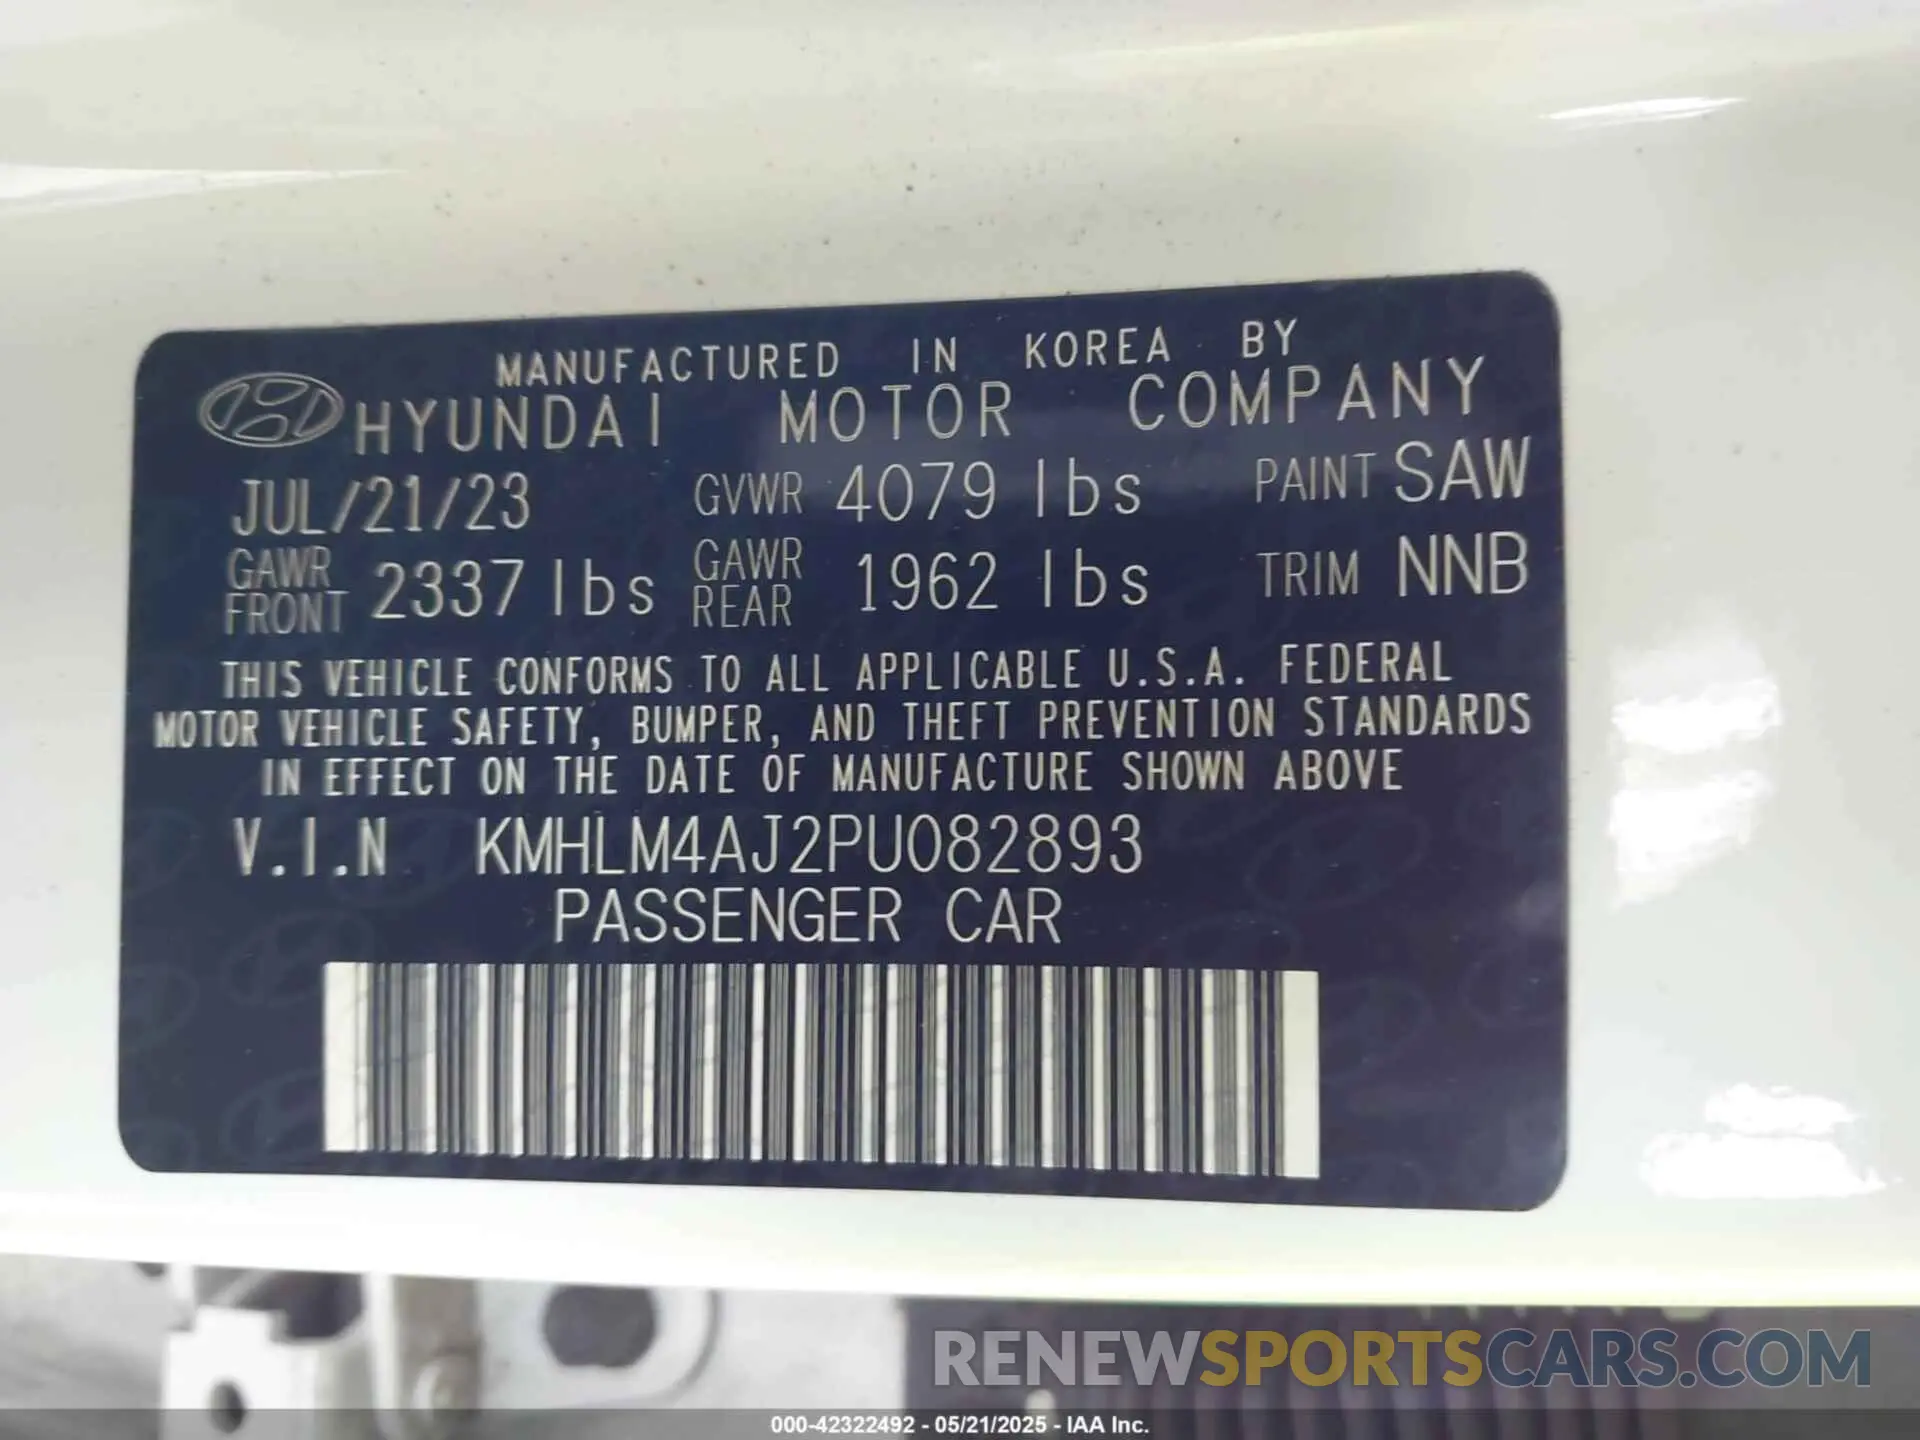 MANUFACTURED IN KOREA BY
HYUNDAI MOTOR COMPANY
JUL/21/23 GVWR 4079 lbs PAINT SAW
GAWR FRONT 2337 lbs GAWR REAR 1962 lbs TRIM NNB
THIS VEHICLE CONFORMS TO ALL APPLICABLE U.S.A. FEDERAL
MOTOR VEHICLE SAFETY, BUMPER, AND THEFT PREVENTION STANDARDS
IN EFFECT ON THE DATE OF MANUFACTURE SHOWN ABOVE
V.I.N KMHLM4AJ2PU082893
PASSENGER CAR
RENEWSPORTSCARS.COM
000-42322492 - 05/21/2025 - IAA Inc.